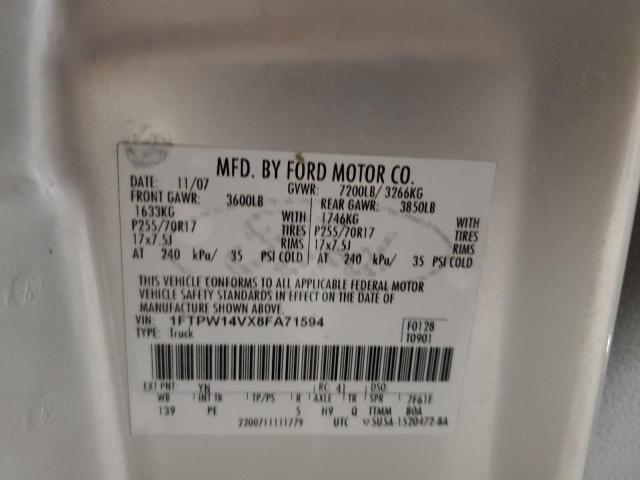 MFD. BY FORD MOTOR CO.
DATE: 11/07 GVWR: 7200LB/ 3266KG
FRONT GAWR: 3600LB REAR GAWR: 3850LB
1633KG WITH 1746KG WITH
P255/70R17 TIRES P255/70R17 TIRES
17x7.5J RIMS 17x7.5J RIMS
AT 240 kPa/ 35 PSI COLD AT 240 kPa/ 35 PSI COLD
THIS VEHICLE CONFORMS TO ALL APPLICABLE FEDERAL MOTOR
VEHICLE SAFETY STANDARDS IN EFFECT ON THE DATE OF
MANUFACTURE SHOWN ABOVE.
VIN: 1FTPW14VX8FA71594 F0128
TYPE: Truck T0901
EXT PNT YN RC: 41 DSO:
WB INT TR TP/PS R AXLE TR SPR 7F61F
139 PE 5 H9 Q TTMM 80A
2200711111779 UTC SU5A-1520472-BA